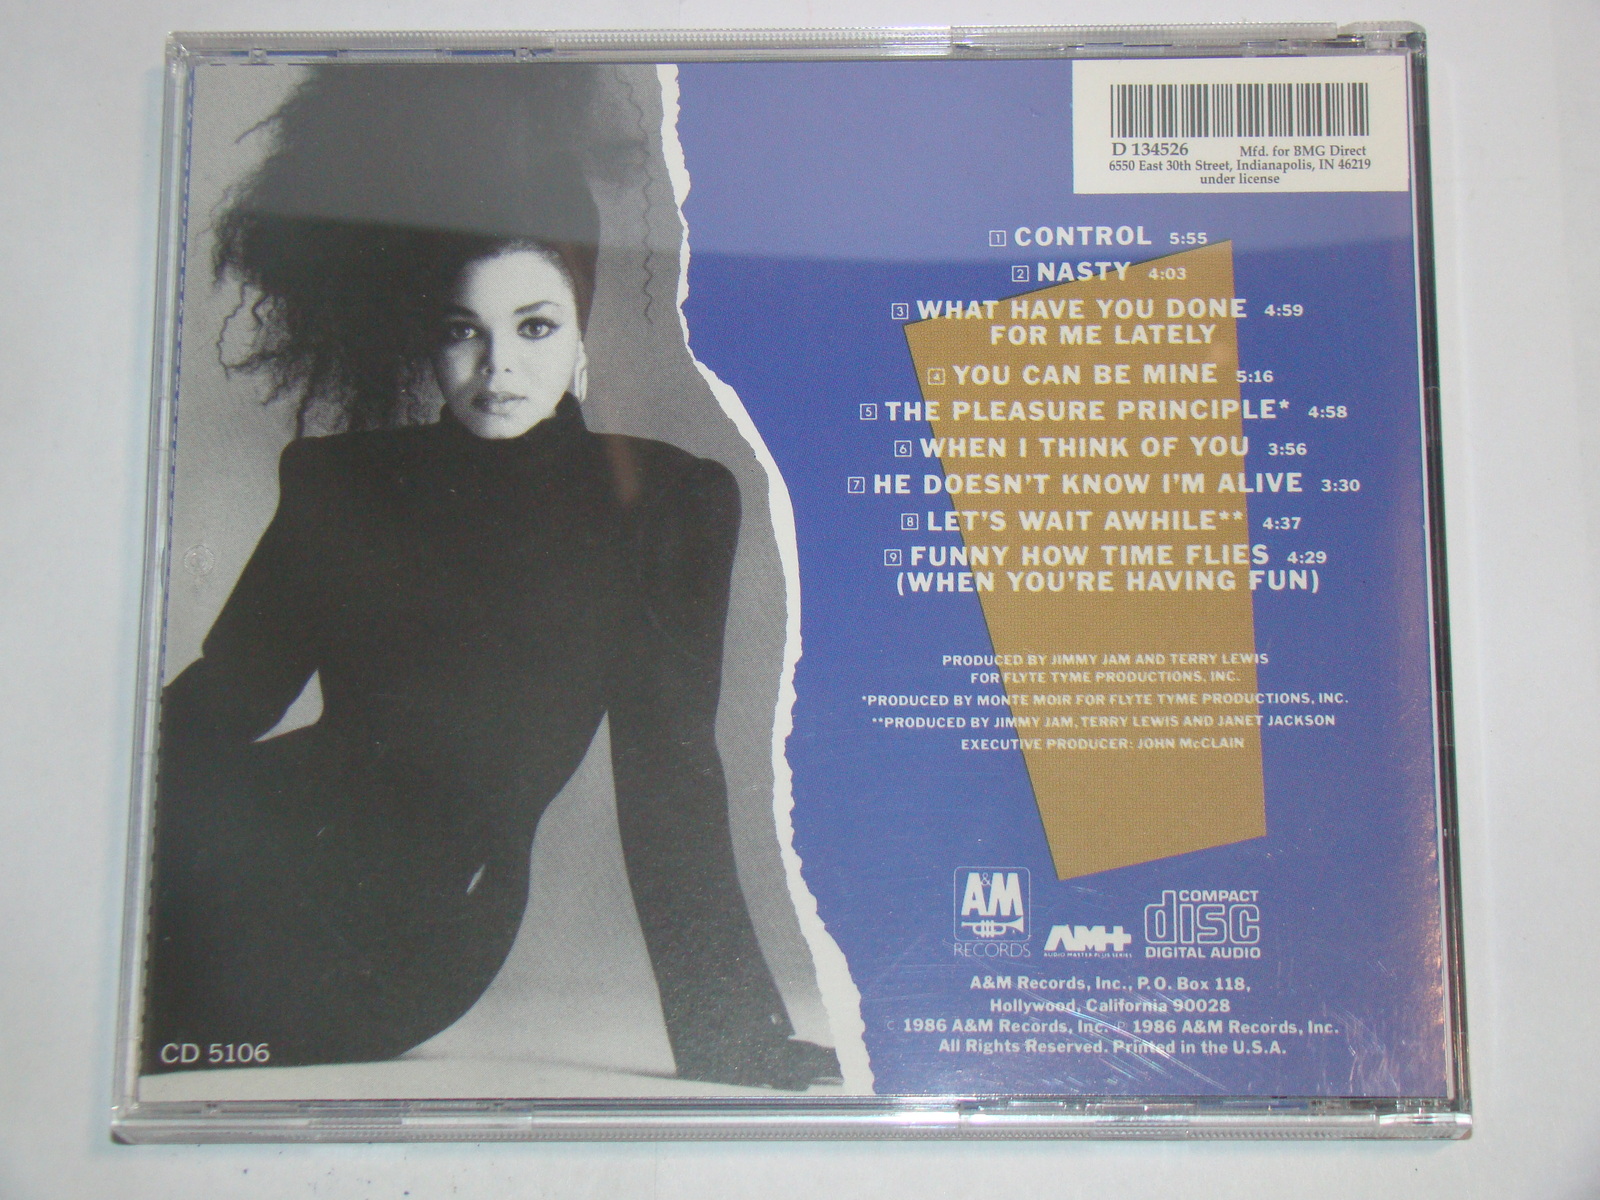 D 134526 Mfd. for BMG Direct
6550 East 30th Street, Indianapolis, IN 46219
under license
1 CONTROL 5:55
2 NASTY 4:03
3 WHAT HAVE YOU DONE 4:59
FOR ME LATELY
4 YOU CAN BE MINE 5:16
5 THE PLEASURE PRINCIPLE* 4:58
6 WHEN I THINK OF YOU 3:56
7 HE DOESN'T KNOW I'M ALIVE 3:30
8 LET'S WAIT AWHILE** 4:37
9 FUNNY HOW TIME FLIES 4:29
(WHEN YOU'RE HAVING FUN)
PRODUCED BY JIMMY JAM AND TERRY LEWIS
FOR FLYTE TYME PRODUCTIONS, INC.
*PRODUCED BY MONTE MOIR FOR FLYTE TYME PRODUCTIONS, INC.
**PRODUCED BY JIMMY JAM, TERRY LEWIS AND JANET JACKSON
EXECUTIVE PRODUCER: JOHN McCLAIN
A&M
AM
RECORDS
AM+
AUDIO MASTER PLUS SERIES
COMPACT
disc
DIGITAL AUDIO
A&M Records, Inc., P.O. Box 118,
Hollywood, California 90028
© 1986 A&M Records, Inc. ℗ 1986 A&M Records, Inc.
All Rights Reserved. Printed in the U.S.A.
CD 5106